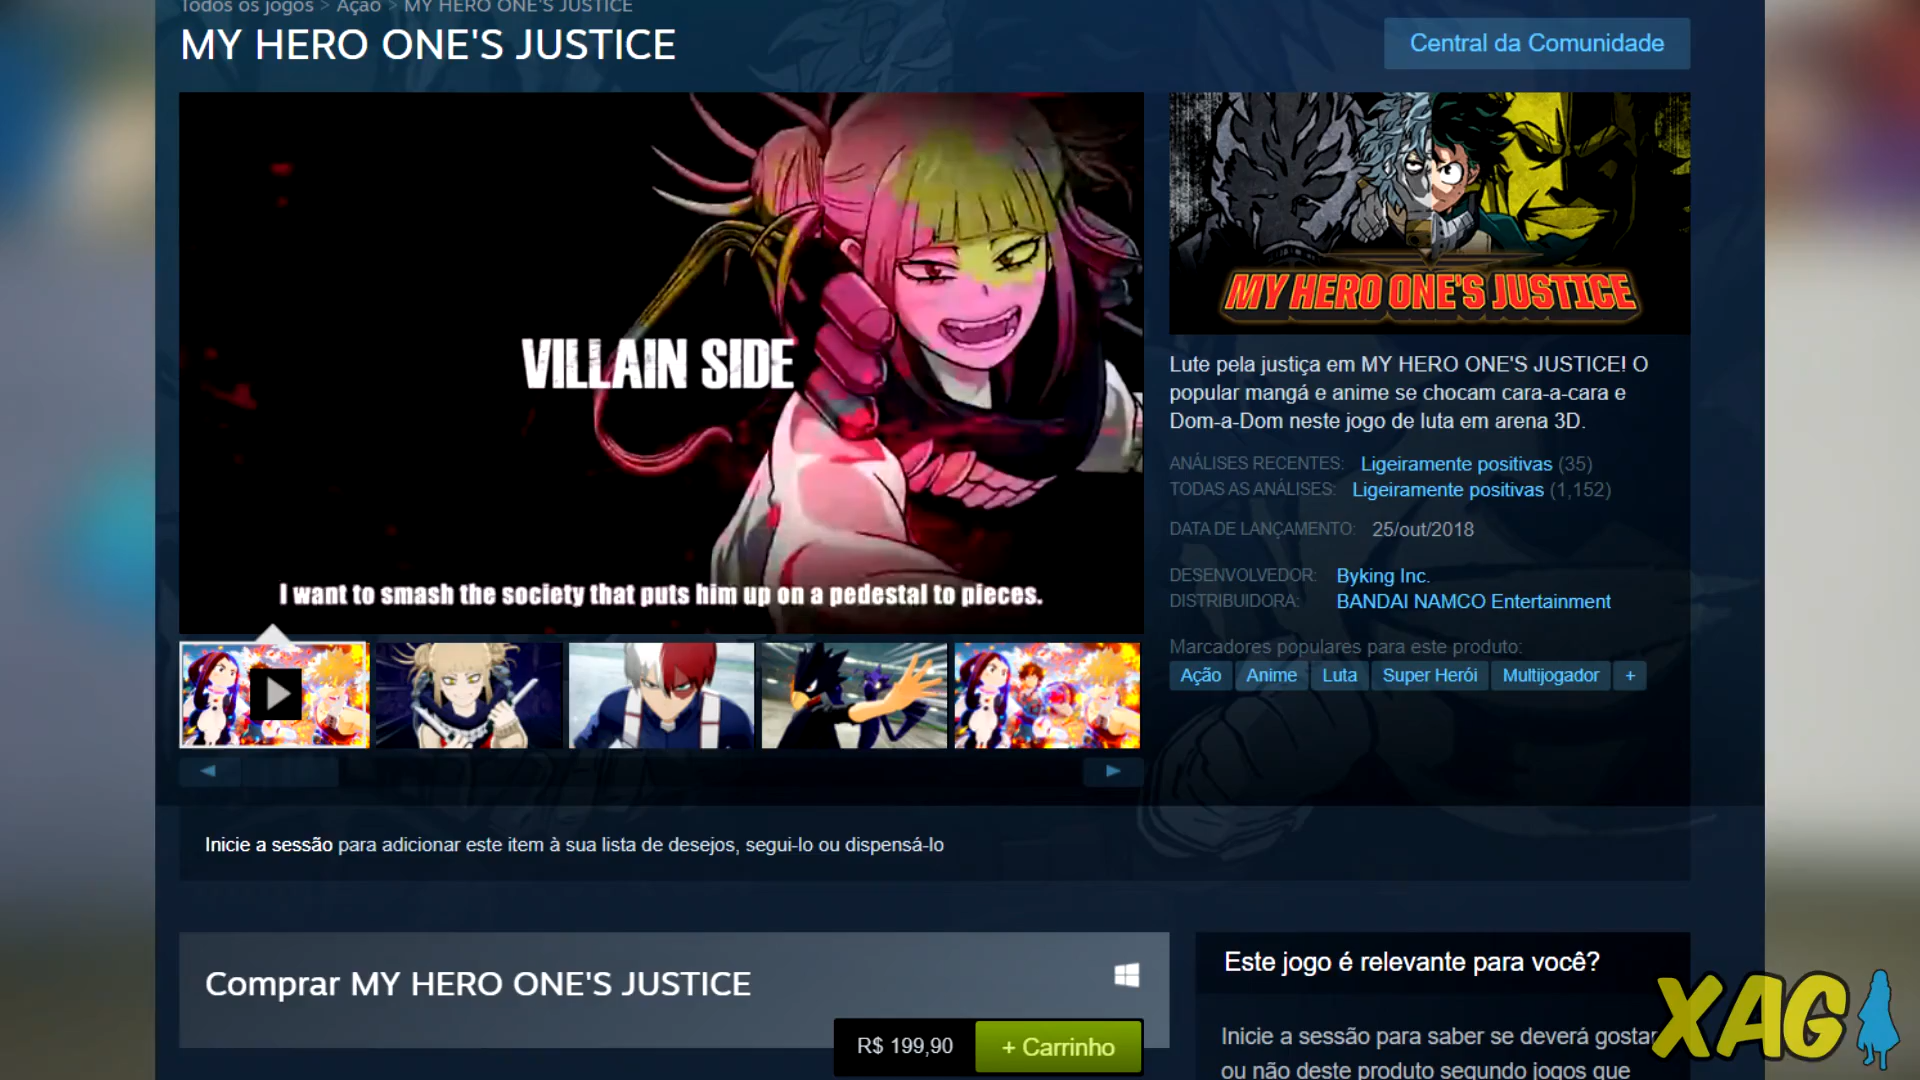 Todos os jogos > Ação > MY HERO ONE'S JUSTICE
MY HERO ONE'S JUSTICE
Central da Comunidade
VILLAIN SIDE
I want to smash the society that puts him up on a pedestal to pieces.
MY HERO ONE'S JUSTICE
Lute pela justiça em MY HERO ONE'S JUSTICE! O
popular mangá e anime se chocam cara-a-cara e
Dom-a-Dom neste jogo de luta em arena 3D.
ANÁLISES RECENTES: Ligeiramente positivas (35)
TODAS AS ANÁLISES: Ligeiramente positivas (1,152)
DATA DE LANÇAMENTO: 25/out/2018
DESENVOLVEDOR: Byking Inc.
DISTRIBUIDORA: BANDAI NAMCO Entertainment
Marcadores populares para este produto:
Ação Anime Luta Super Herói Multijogador +
Inicie a sessão para adicionar este item à sua lista de desejos, segui-lo ou dispensá-lo
Comprar MY HERO ONE'S JUSTICE
R$ 199,90 + Carrinho
Este jogo é relevante para você?
Inicie a sessão para saber se deverá gostar
ou não deste produto segundo jogos que
XAG